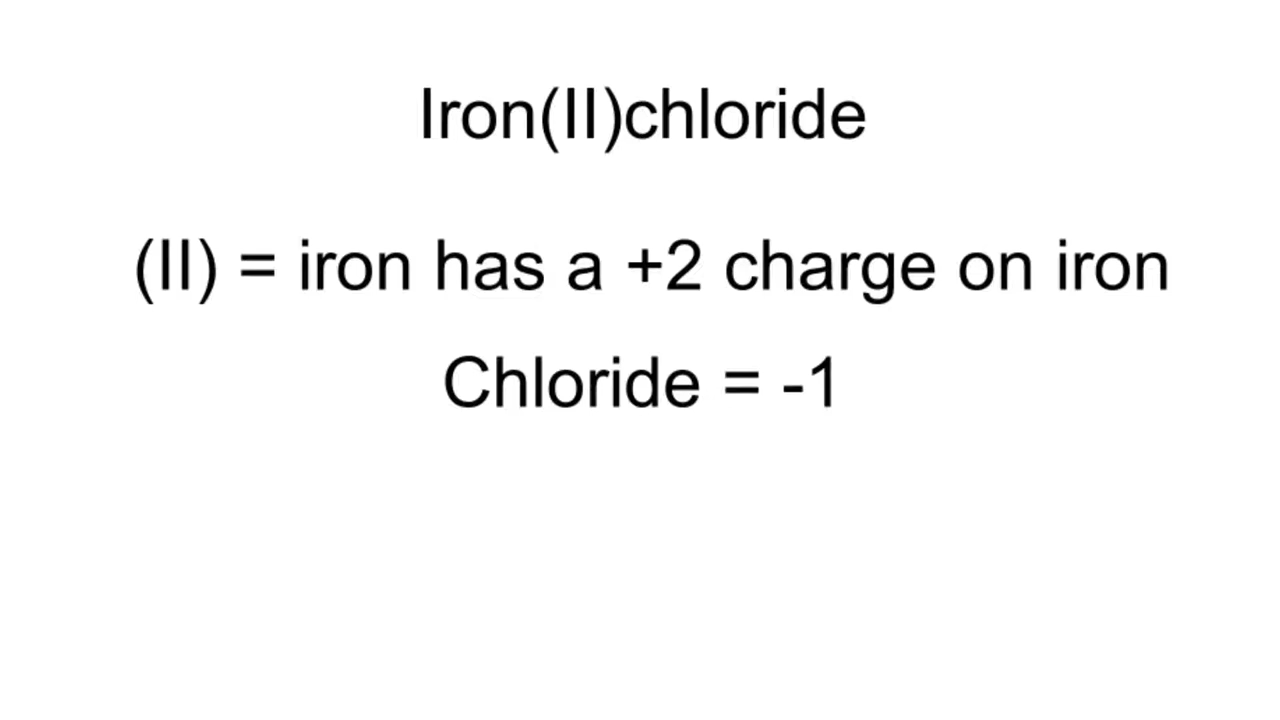 Iron(II)chloride
(II) = iron has a +2 charge on iron
Chloride = -1